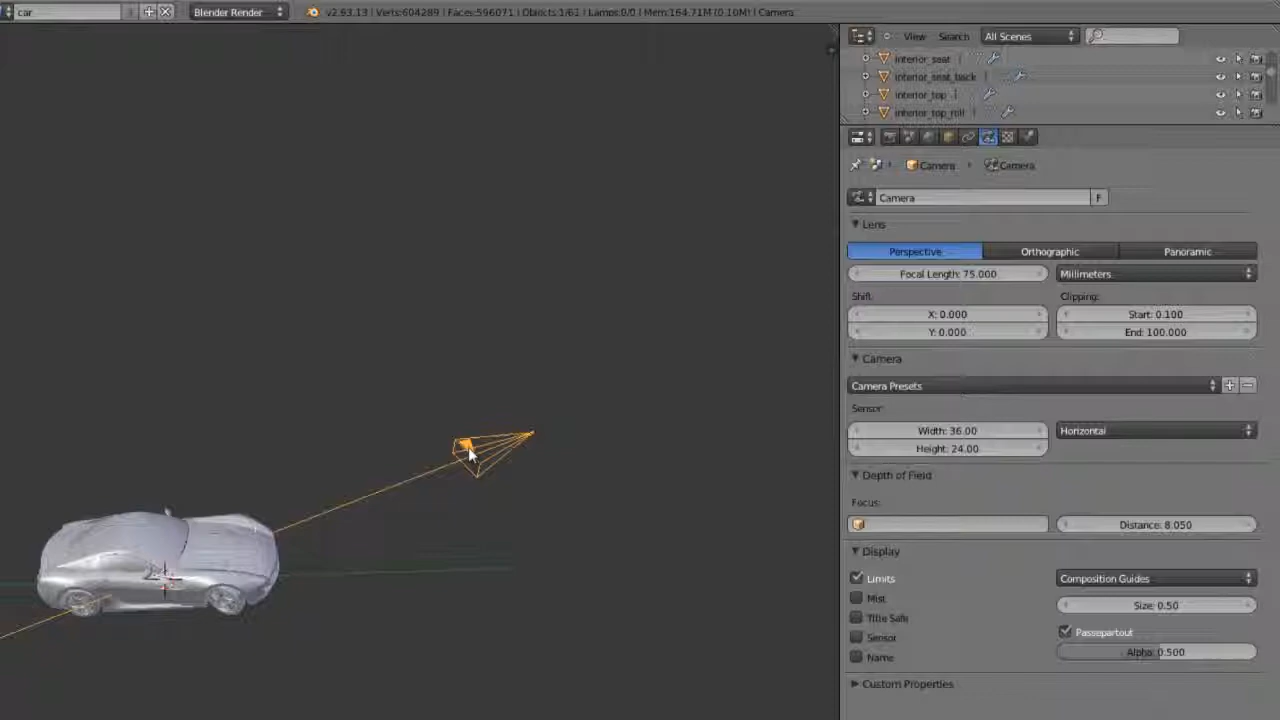 car
Blender Render
v2.63.13 | Verts:604289 | Faces:596071 | Objects:1/61 | Lamps:0/0 | Mem:164.71M (0.10M) | Camera
View Search All Scenes
interior_seat
interior_seat_back
interior_top
interior_top_roll
Camera Camera
Camera F
Lens
Perspective Orthographic Panoramic
Focal Length: 75.000 Millimeters
Shift: Clipping:
X: 0.000 Start: 0.100
Y: 0.000 End: 100.000
Camera
Camera Presets
Sensor:
Width: 36.00 Horizontal
Height: 24.00
Depth of Field
Focus:
Distance: 8.050
Display
Limits Composition Guides
Mist Size: 0.50
Title Safe
Sensor Passepartout
Name Alpha: 0.500
Custom Properties